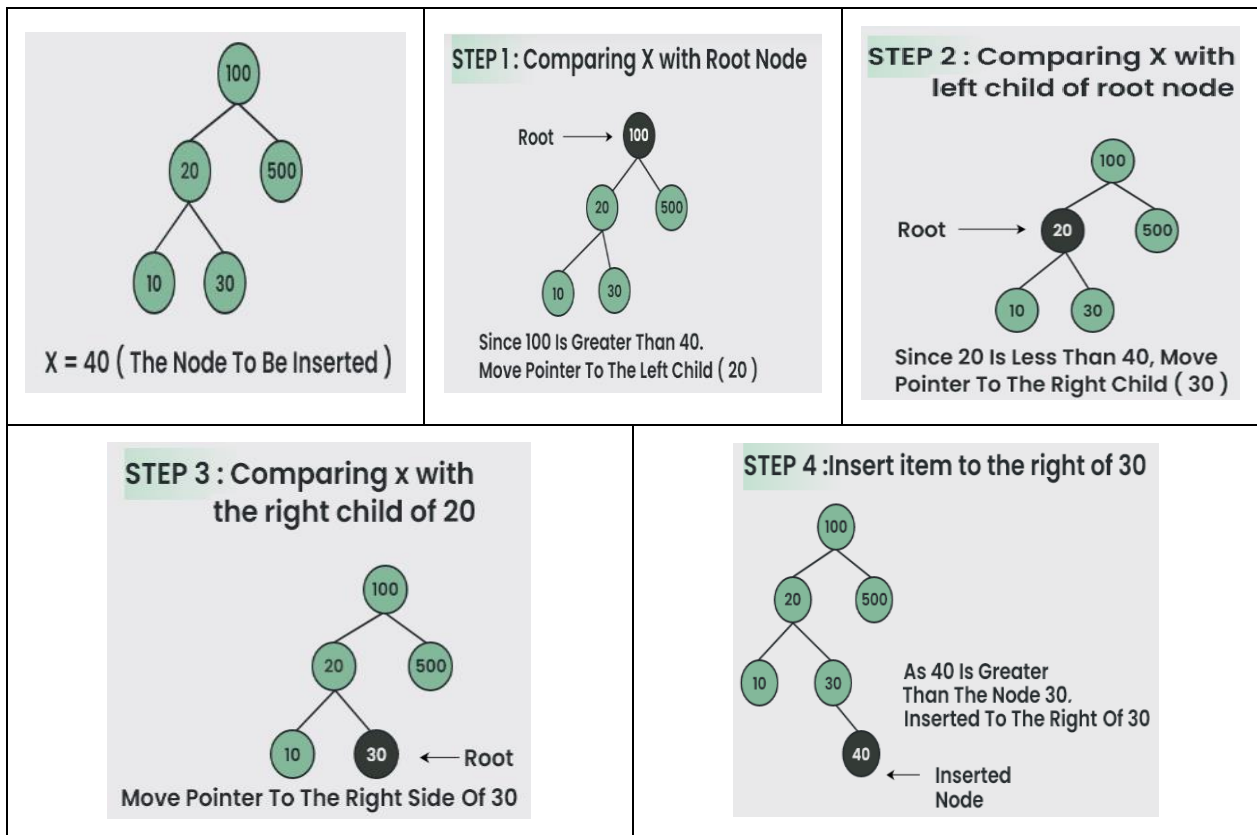 100
20
500
10
30
X = 40 ( The Node To Be Inserted )
STEP 1 : Comparing X with Root Node
Root
100
20
500
10
30
Since 100 Is Greater Than 40.
Move Pointer To The Left Child ( 20 )
STEP 2 : Comparing X with
left child of root node
100
Root
20
500
10
30
Since 20 Is Less Than 40, Move
Pointer To The Right Child ( 30 )
STEP 3 : Comparing x with
the right child of 20
100
20
500
10
30
Root
Move Pointer To The Right Side Of 30
STEP 4 :Insert item to the right of 30
100
20
500
10
30
As 40 Is Greater
Than The Node 30.
Inserted To The Right Of 30
40
Inserted
Node